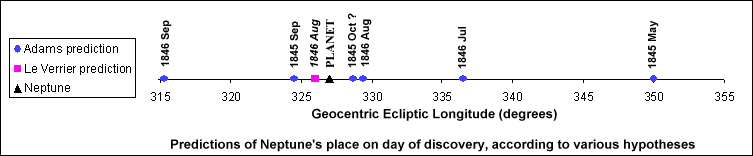 1846 Sep
1845 Sep
1846 Aug
PLANET
1845 Oct ?
1846 Aug
1846 Jul
1845 May
Adams prediction
Le Verrier prediction
Neptune
315 320 325 330 335 340 345 350 355
Geocentric Ecliptic Longitude (degrees)
Predictions of Neptune's place on day of discovery, according to various hypotheses